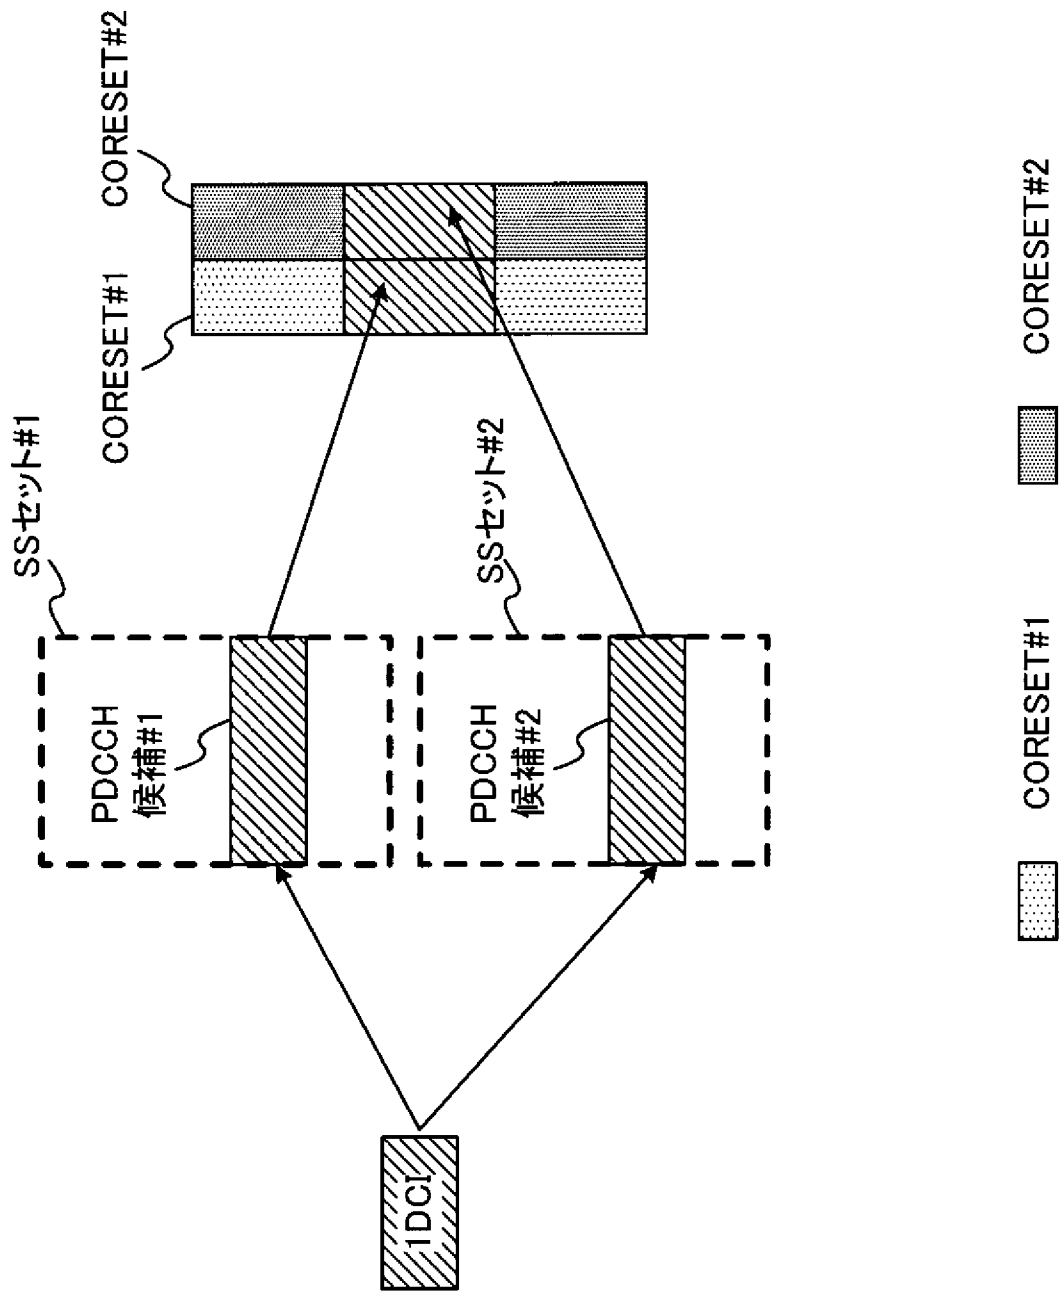 1DCI
SSセット#1
PDCCH
候補#1
SSセット#2
PDCCH
候補#2
CORESET#1
CORESET#2
CORESET#1
CORESET#2